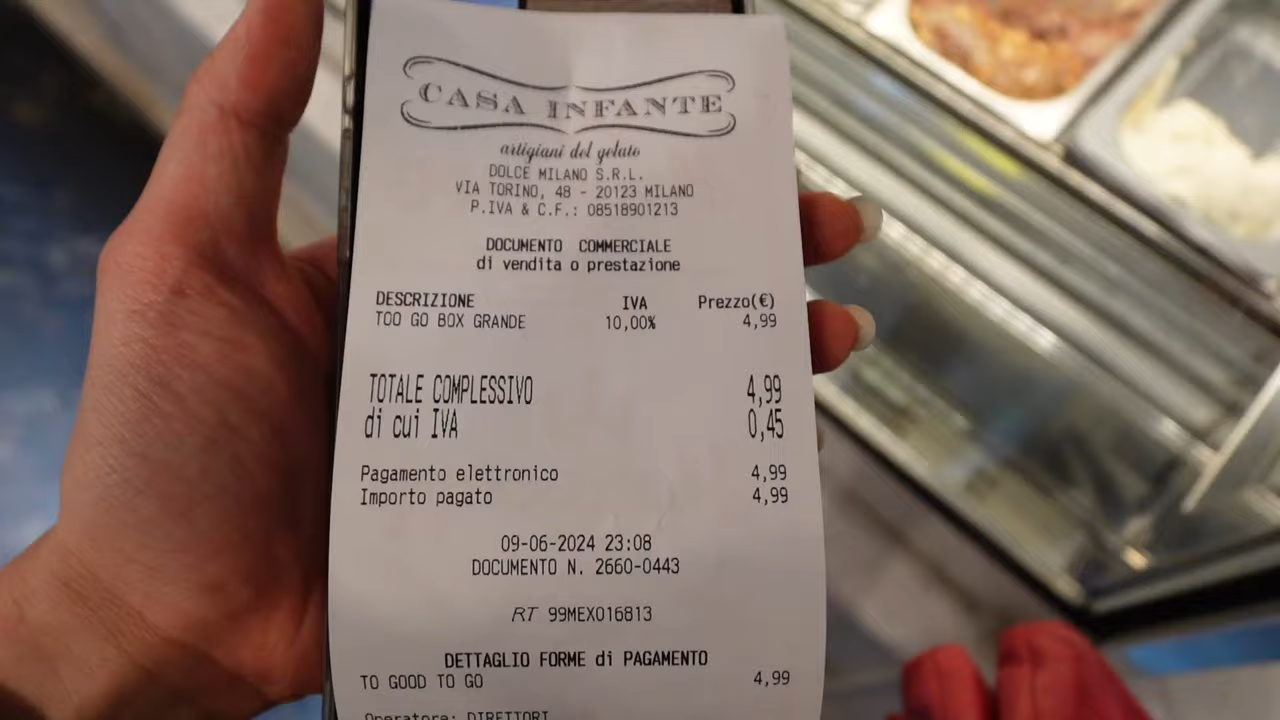 CASA INFANTE
artigiani del gelato
DOLCE MILANO S.R.L.
VIA TORINO, 48 - 20123 MILANO
P.IVA & C.F.: 08518901213
DOCUMENTO COMMERCIALE
di vendita o prestazione
DESCRIZIONE IVA Prezzo(€)
TOO GO BOX GRANDE 10,00% 4,99
TOTALE COMPLESSIVO 4,99
di cui IVA 0,45
Pagamento elettronico 4,99
Importo pagato 4,99
09-06-2024 23:08
DOCUMENTO N. 2660-0443
RT 99MEX016813
DETTAGLIO FORME di PAGAMENTO
TO GOOD TO GO 4,99
Operatore: DIRETTORI